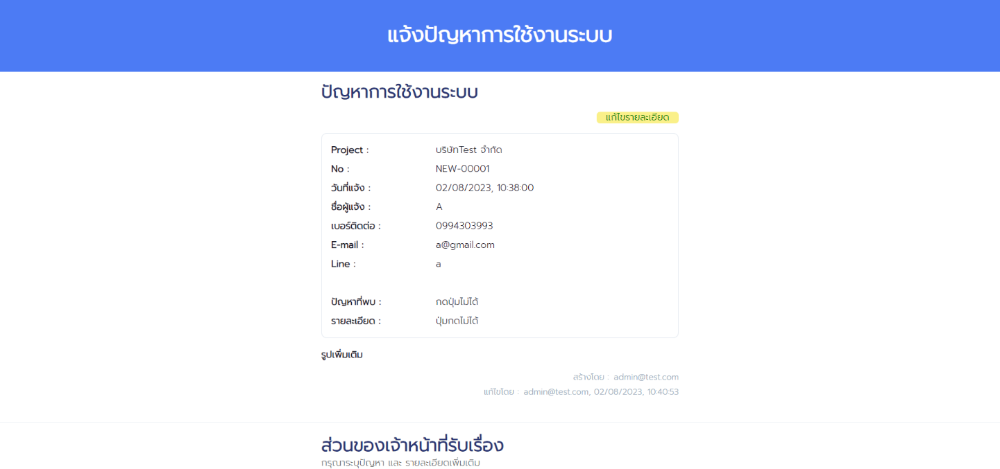 แจ้งปัญหาการใช้งานระบบ
ปัญหาการใช้งานระบบ
แก้ไขรายละเอียด
Project : บริษัทTest จำกัด
No : NEW-00001
วันที่แจ้ง : 02/08/2023, 10:38:00
ชื่อผู้แจ้ง : A
เบอร์ติดต่อ : 0994303993
E-mail : a@gmail.com
Line : a
ปัญหาที่พบ : กดปุ่มไม่ได้
รายละเอียด : ปุ่มกดไม่ได้
รูปเพิ่มเติม
สร้างโดย : admin@test.com
แก้ไขโดย : admin@test.com, 02/08/2023, 10:40:53
ส่วนของเจ้าหน้าที่รับเรื่อง
กรุณาระบุปัญหา และ รายละเอียดเพิ่มเติม